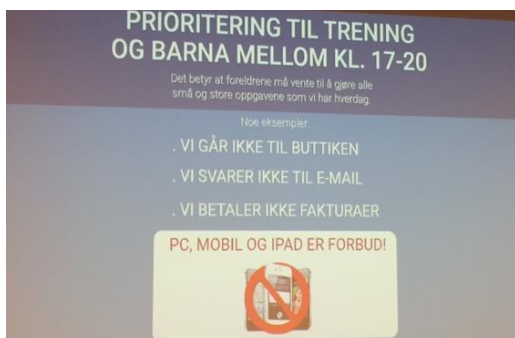 PRIORITERING TIL TRENING
OG BARNA MELLOM KL. 17-20
Det betyr at foreldrene må vente til å gjøre alle
små og store oppgavene som vi har hverdag.
Noe eksempler:
. VI GÅR IKKE TIL BUTTIKEN
. VI SVARER IKKE TIL E-MAIL
. VI BETALER IKKE FAKTURAER
PC, MOBIL OG IPAD ER FORBUD!